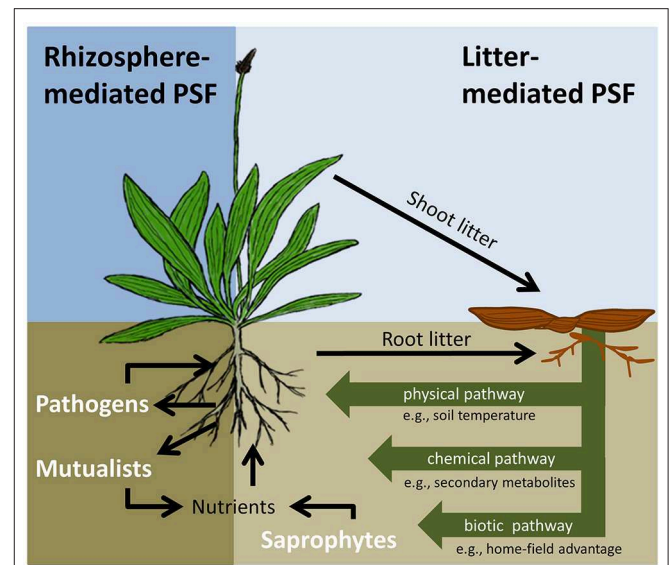 Rhizosphere-
mediated PSF
Litter-
mediated PSF
Shoot litter
Root litter
physical pathway
e.g., soil temperature
Pathogens
chemical pathway
e.g., secondary metabolites
Mutualists
Nutrients
biotic pathway
e.g., home-field advantage
Saprophytes